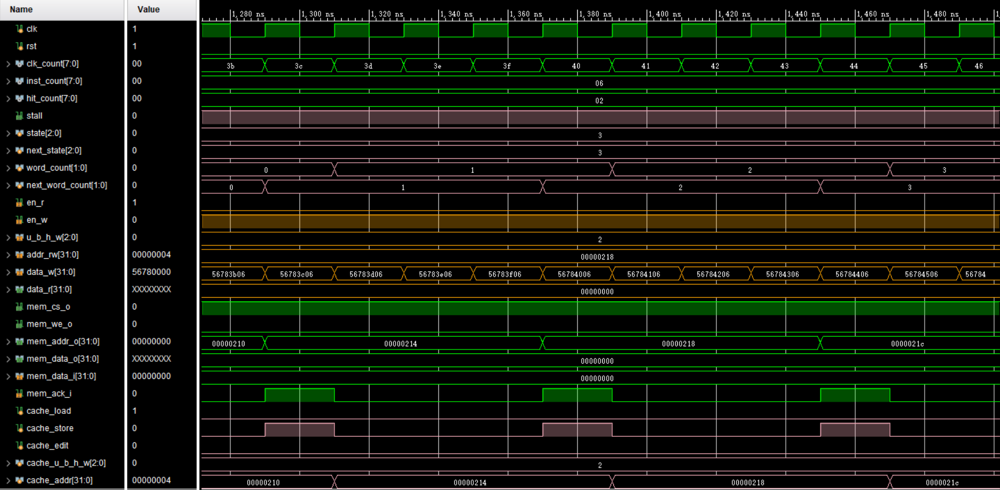 Name Value 1,280 ns 1,300 ns 1,320 ns 1,340 ns 1,360 ns 1,380 ns 1,400 ns 1,420 ns 1,440 ns 1,460 ns 1,480 ns 1,
clk 1
rst 1
clk_count[7:0] 00 3b 3c 3d 3e 3f 40 41 42 43 44 45 46
inst_count[7:0] 00 06
hit_count[7:0] 00 02
stall 0
state[2:0] 0 3
next_state[2:0] 0 3
word_count[1:0] 0 0 1 2 3
next_word_count[1:0] 0 0 1 2 3
en_r 1
en_w 0
u_b_h_w[2:0] 0 2
addr_rw[31:0] 00000004 00000218
data_w[31:0] 56780000 56783b06 56783c06 56783d06 56783e06 56783f06 56784006 56784106 56784206 56784306 56784406 56784506 56784
data_r[31:0] XXXXXXXX 00000000
mem_cs_o 0
mem_we_o 0
mem_addr_o[31:0] 00000000 00000210 00000214 00000218 0000021c
mem_data_o[31:0] XXXXXXXX 00000000
mem_data_i[31:0] 00000000 00000000
mem_ack_i 0
cache_load 1
cache_store 0
cache_edit 0
cache_u_b_h_w[2:0] 0 2
cache_addr[31:0] 00000004 00000210 00000214 00000218 0000021c